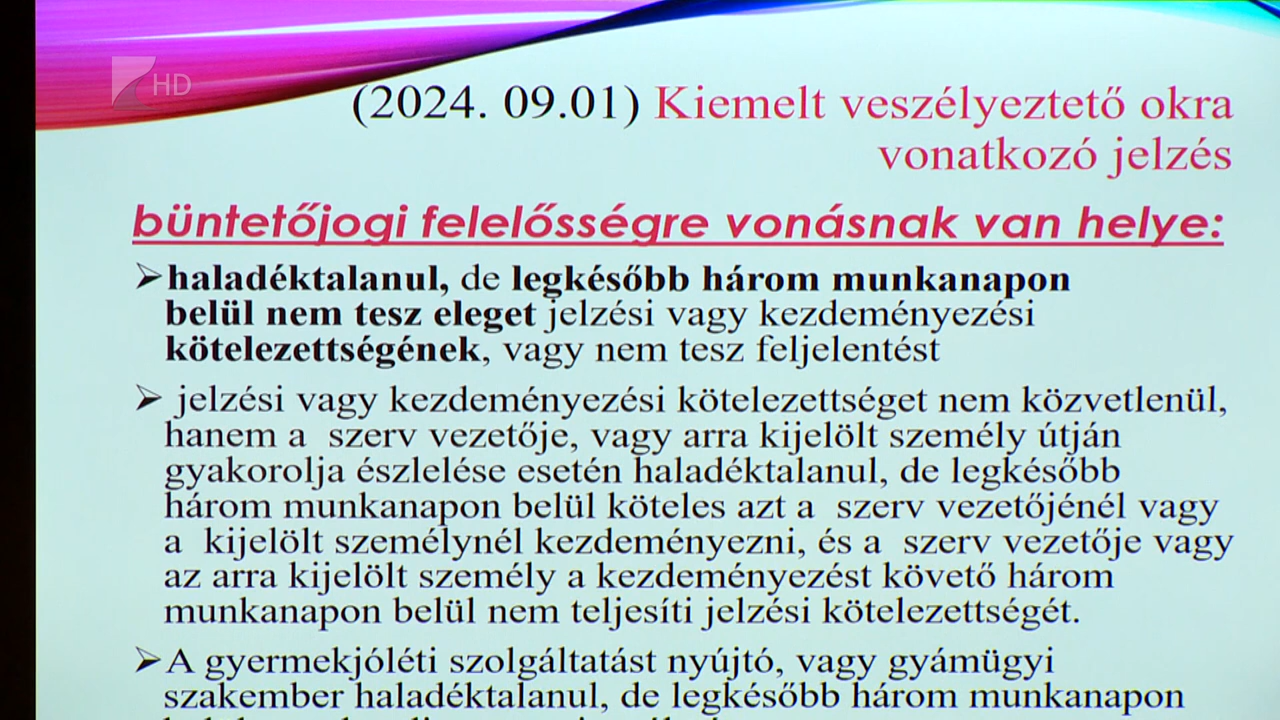 HD
(2024. 09.01) Kiemelt veszélyeztető okra
vonatkozó jelzés
büntetőjogi felelősségre vonásnak van helye:
➢haladéktalanul, de legkésőbb három munkanapon
belül nem tesz eleget jelzési vagy kezdeményezési
kötelezettségének, vagy nem tesz feljelentést
➢ jelzési vagy kezdeményezési kötelezettséget nem közvetlenül,
hanem a szerv vezetője, vagy arra kijelölt személy útján
gyakorolja észlelése esetén haladéktalanul, de legkésőbb
három munkanapon belül köteles azt a szerv vezetőjénél vagy
a kijelölt személynél kezdeményezni, és a szerv vezetője vagy
az arra kijelölt személy a kezdeményezést követő három
munkanapon belül nem teljesíti jelzési kötelezettségét.
➢A gyermekjóléti szolgáltatást nyújtó, vagy gyámügyi
szakember haladéktalanul, de legkésőbb három munkanapon